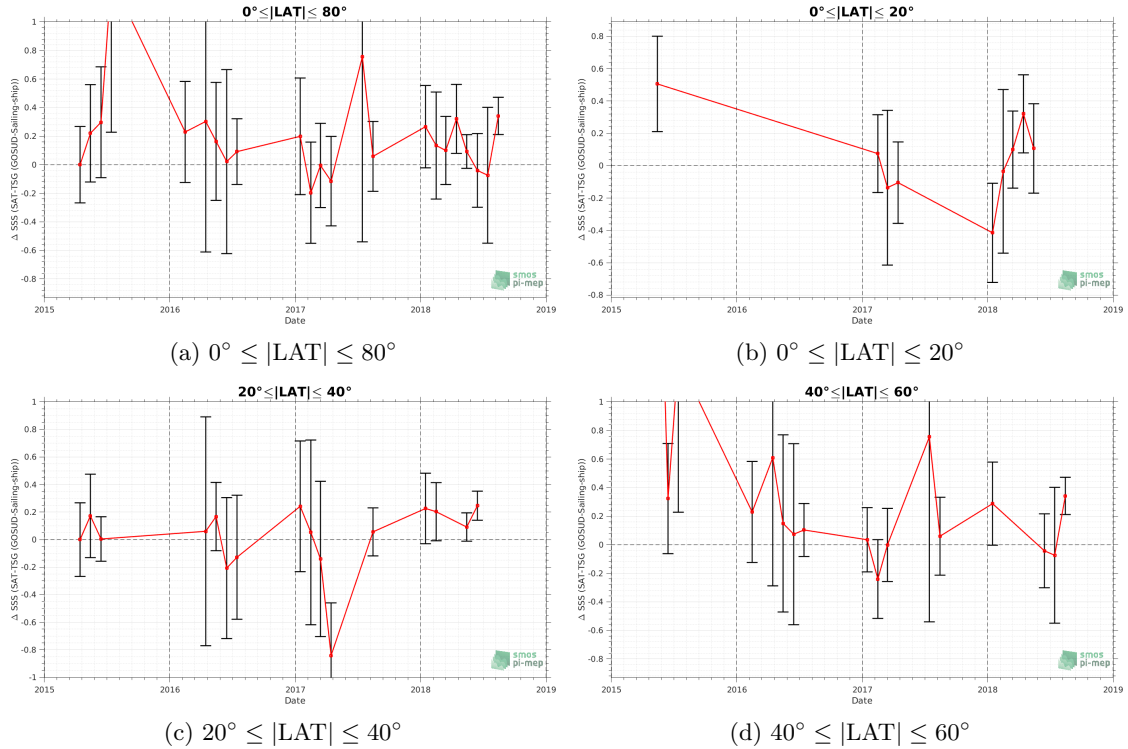 0°≤|LAT|≤ 80°
1
0.8
0.6
0.4
0.2
0
-0.2
-0.4
-0.6
-0.8
Δ SSS (SAT-TSG (GOSUD-Sailing-ship))
2015 2016 2017 2018 2019
Date
smos
pi-mep
(a) 0° ≤ |LAT| ≤ 80°
0°≤|LAT|≤ 20°
0.8
0.6
0.4
0.2
0
-0.2
-0.4
-0.6
-0.8
Δ SSS (SAT-TSG (GOSUD-Sailing-ship))
2015 2016 2017 2018 2019
Date
smos
pi-mep
(b) 0° ≤ |LAT| ≤ 20°
20°≤|LAT|≤ 40°
1
0.8
0.6
0.4
0.2
0
-0.2
-0.4
-0.6
-0.8
-1
Δ SSS (SAT-TSG (GOSUD-Sailing-ship))
2015 2016 2017 2018 2019
Date
smos
pi-mep
(c) 20° ≤ |LAT| ≤ 40°
40°≤|LAT|≤ 60°
1
0.8
0.6
0.4
0.2
0
-0.2
-0.4
-0.6
-0.8
Δ SSS (SAT-TSG (GOSUD-Sailing-ship))
2015 2016 2017 2018 2019
Date
smos
pi-mep
(d) 40° ≤ |LAT| ≤ 60°